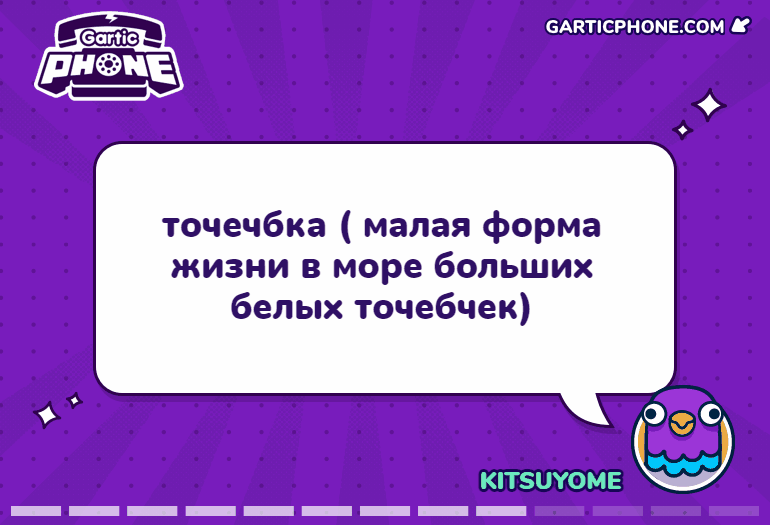 Gartic
PHONE
GARTICPHONE.COM
точечбка ( малая форма
жизни в море больших
белых точебчек)
KITSUYOME